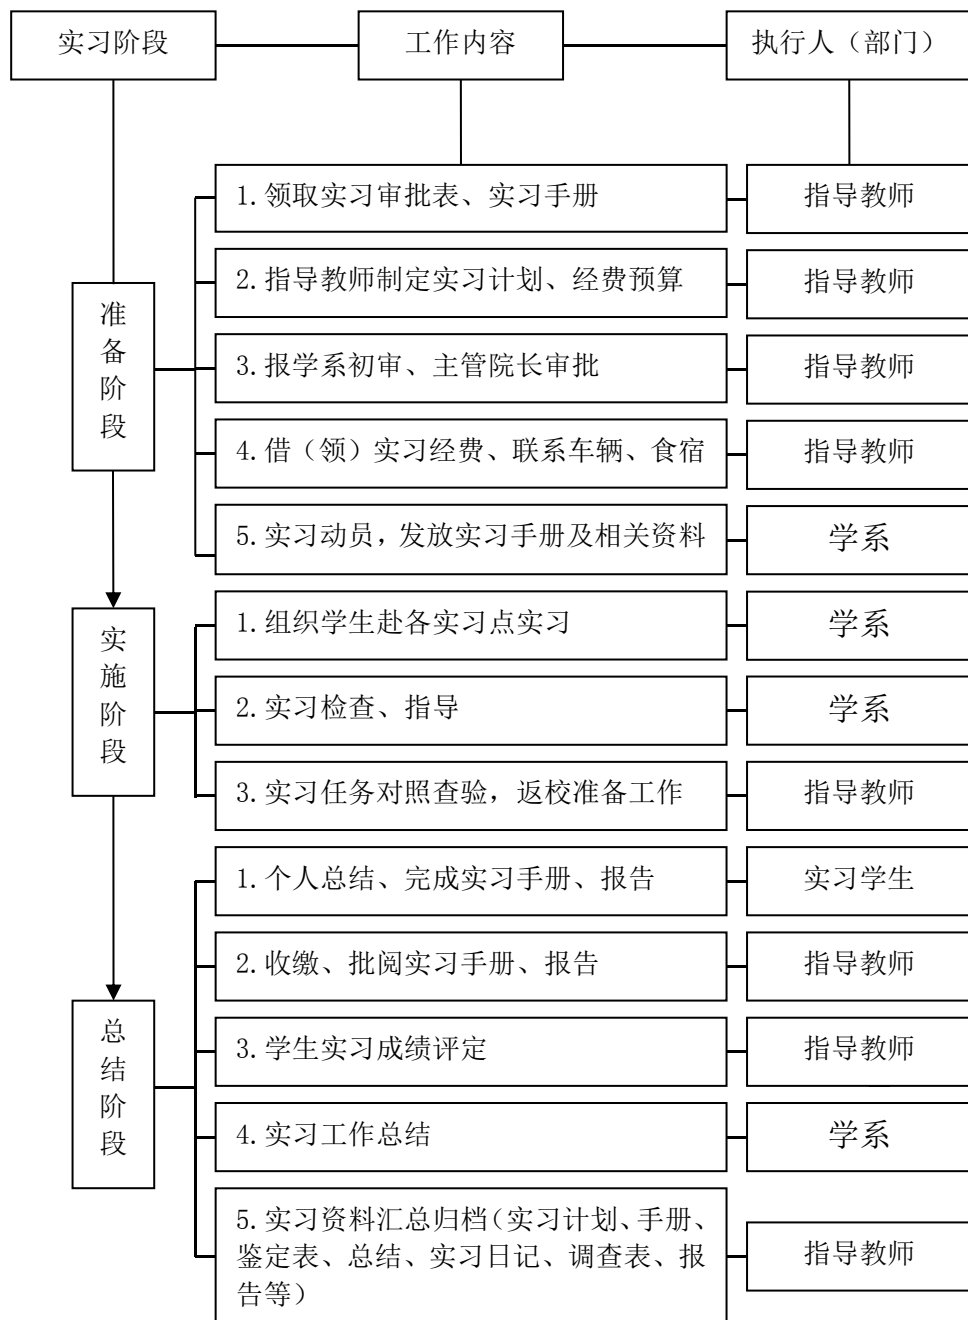 实习阶段
工作内容
执行人（部门）
准备阶段
1.领取实习审批表、实习手册
指导教师
2.指导教师制定实习计划、经费预算
指导教师
3.报学系初审、主管院长审批
指导教师
4.借（领）实习经费、联系车辆、食宿
指导教师
5.实习动员，发放实习手册及相关资料
学系
实施阶段
1.组织学生赴各实习点实习
学系
2.实习检查、指导
学系
3.实习任务对照查验，返校准备工作
指导教师
总结阶段
1.个人总结、完成实习手册、报告
实习学生
2.收缴、批阅实习手册、报告
指导教师
3.学生实习成绩评定
指导教师
4.实习工作总结
学系
5.实习资料汇总归档（实习计划、手册、
鉴定表、总结、实习日记、调查表、报
告等）
指导教师